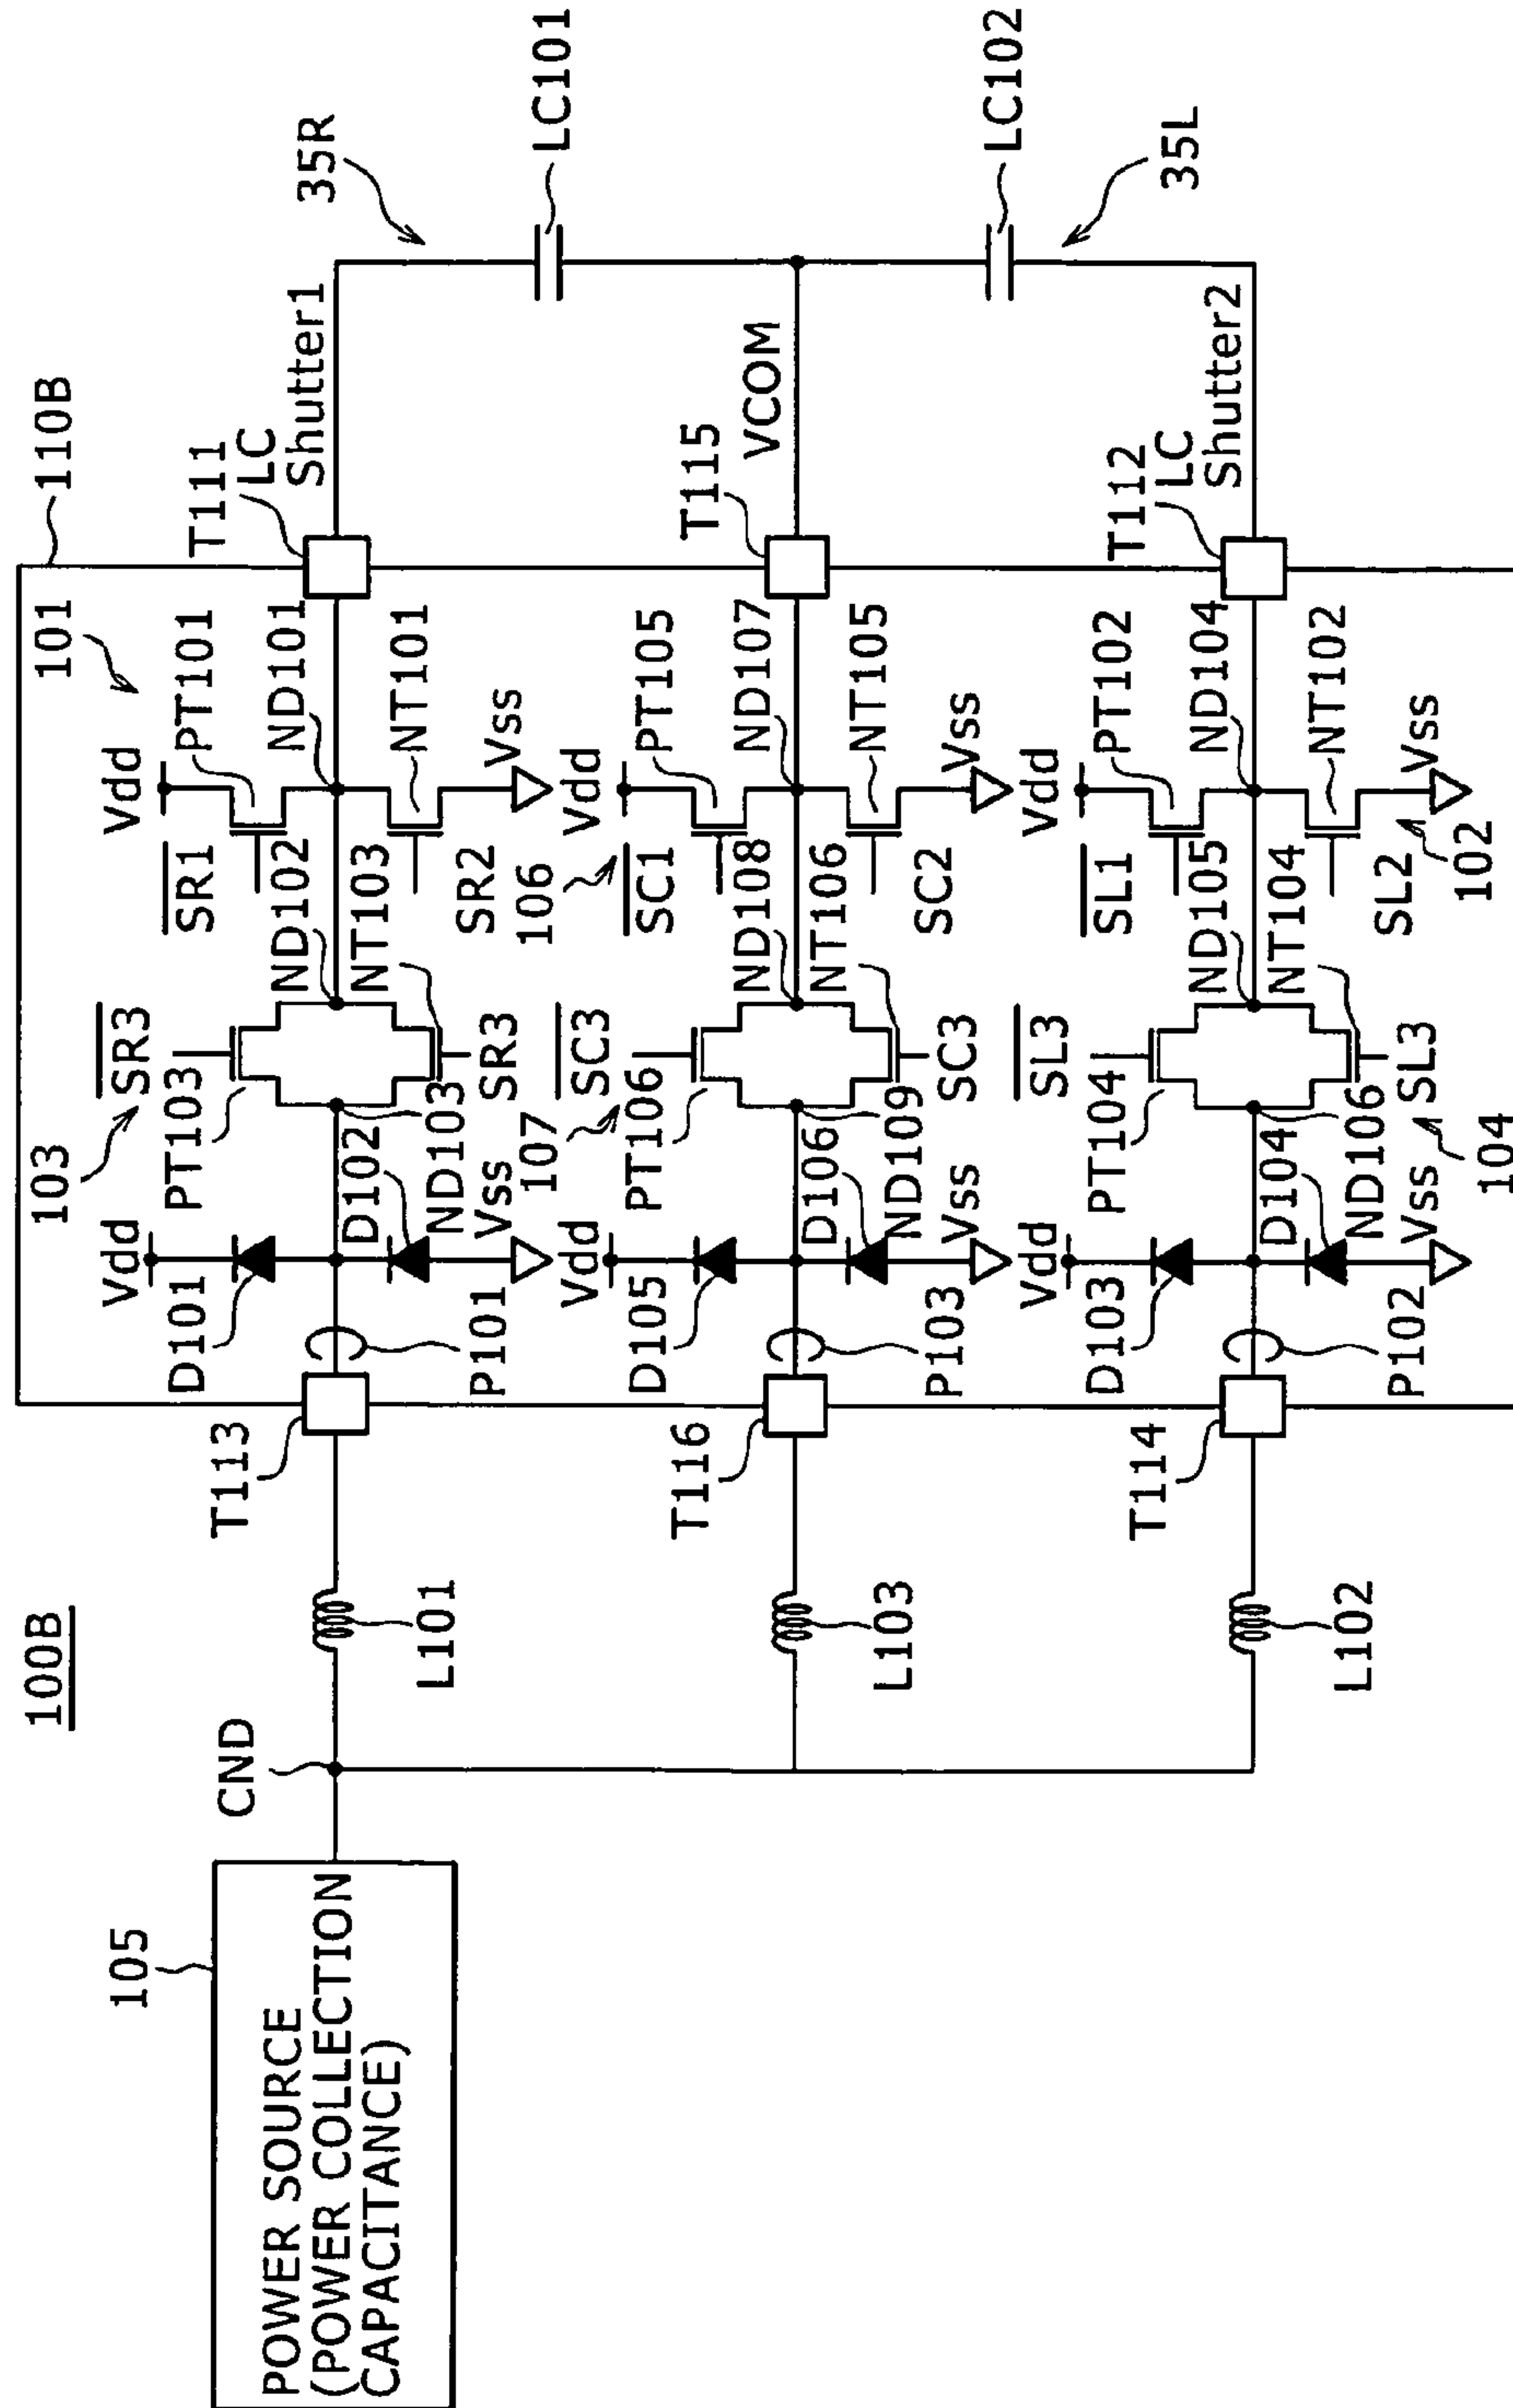 100B
110B
105
POWER SOURCE
(POWER COLLECTION
CAPACITANCE)
CND
L101
L103
L102
T113
T116
T114
103
Vdd
D101
P101
D102
ND103
Vss
PT103
SR3
SR3
ND102
NT103
101
Vdd
SR1
PT101
ND101
NT101
SR2
Vss
T111
LC
Shutter1
35R
LC101
107
Vdd
D105
P103
D106
ND109
Vss
PT106
SC3
SC3
ND108
NT106
106
Vdd
SC1
PT105
ND107
NT105
SC2
Vss
T115
VCOM
Vdd
D103
P102
D104
ND106
Vss
104
PT104
SL3
SL3
ND105
NT104
Vdd
SL1
PT102
ND104
NT102
SL2
Vss
102
T112
LC
Shutter2
LC102
35L